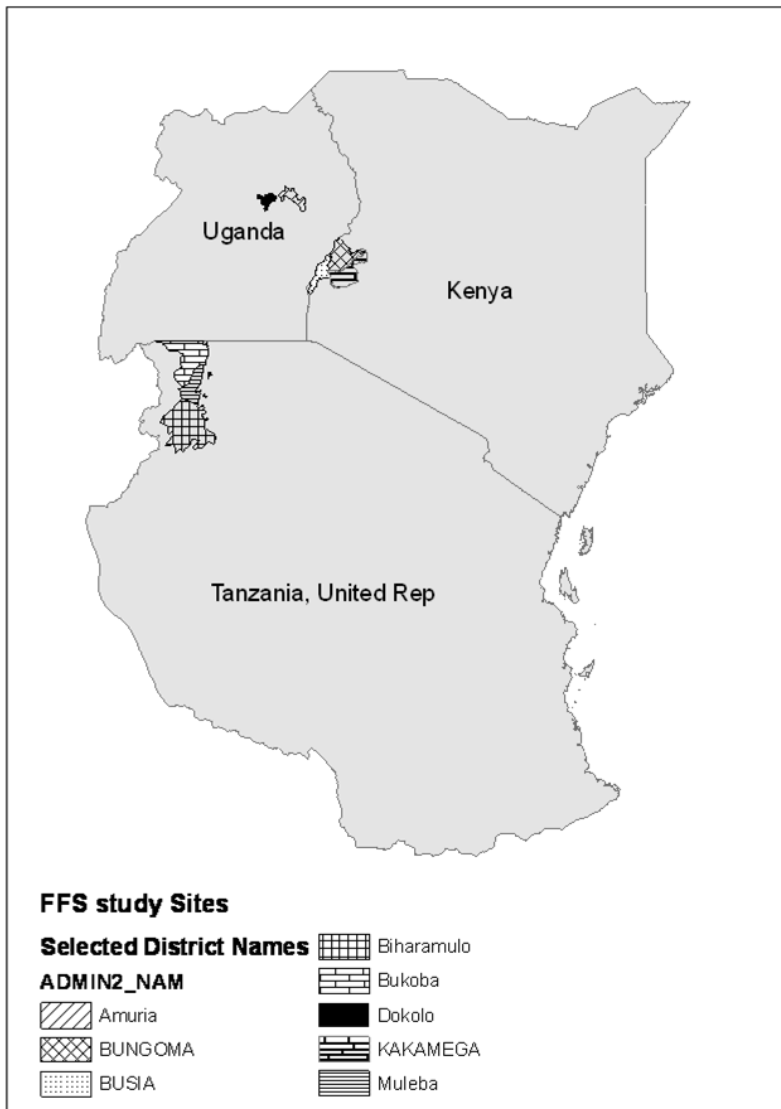 Uganda
Kenya
Tanzania, United Rep
FFS study Sites
Selected District Names
ADMIN2_NAM
Amuria
BUNGOMA
BUSIA
Biharamulo
Bukoba
Dokolo
KAKAMEGA
Muleba